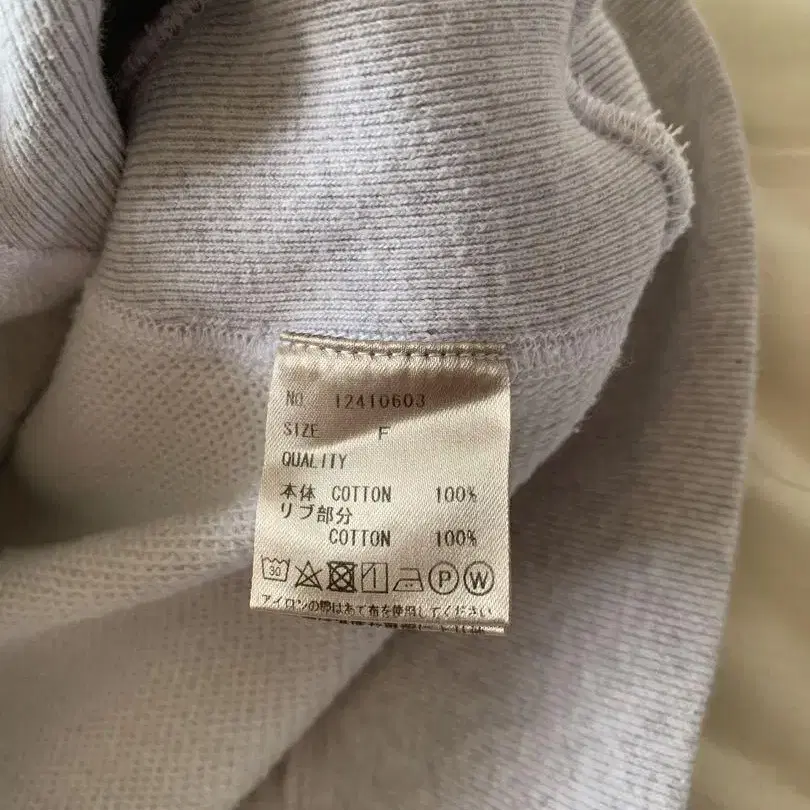 NO 12410603
SIZE F
QUALITY
本体 COTTON 100%
リブ部分
COTTON 100%
30 P W
アイロンの際はあて布を使用してください